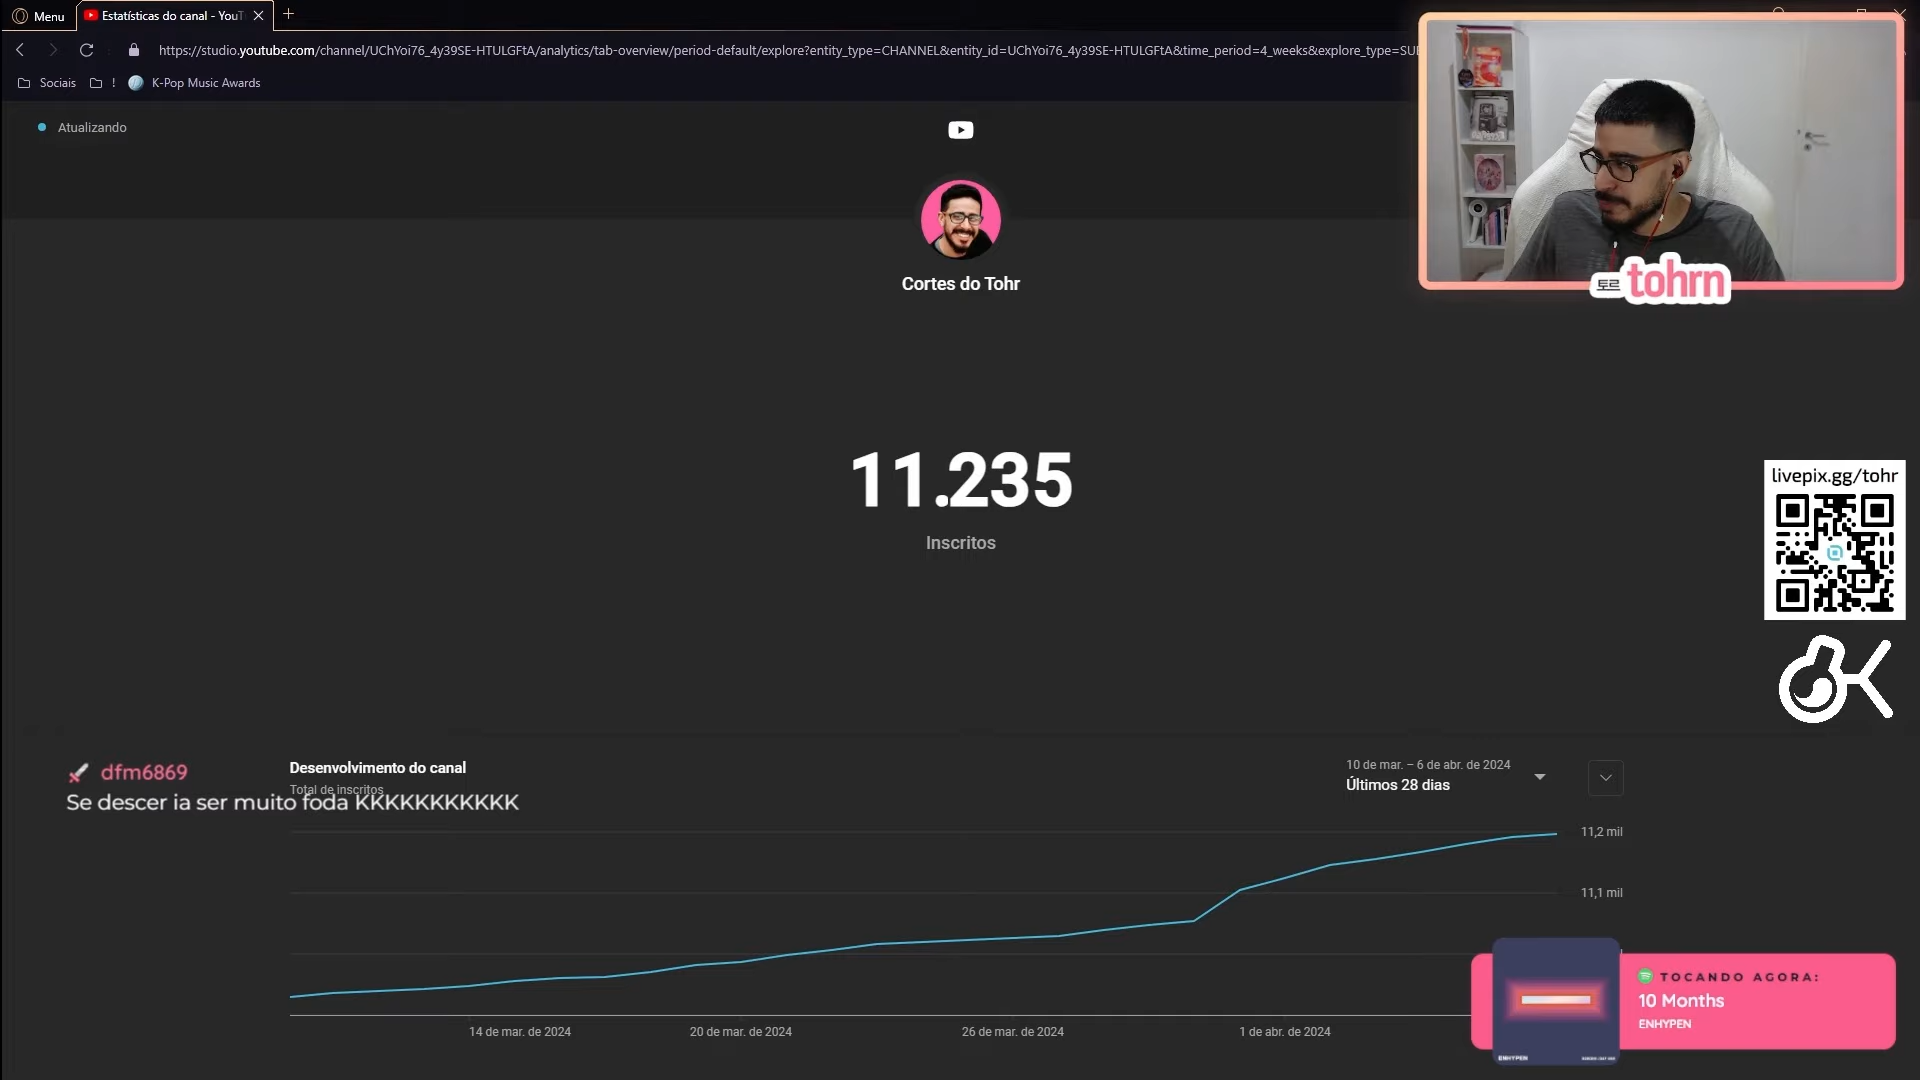 Menu
Estatísticas do canal - YouT
https://studio.youtube.com/channel/UChYoi76_4y39SE-HTULGFtA/analytics/tab-overview/period-default/explore?entity_type=CHANNEL&entity_id=UChYoi76_4y39SE-HTULGFtA&time_period=4_weeks&explore_type=SU
Sociais
!
K-Pop Music Awards
Atualizando
Cortes do Tohr
토르 tohrn
11.235
Inscritos
livepix.gg/tohr
dfm6869
Se descer ia ser muito foda KKKKKKKKKKK
Desenvolvimento do canal
Total de inscritos
10 de mar. – 6 de abr. de 2024
Últimos 28 dias
11,2 mil
11,1 mil
14 de mar. de 2024
20 de mar. de 2024
26 de mar. de 2024
1 de abr. de 2024
TOCANDO AGORA:
10 Months
ENHYPEN
ENHYPEN